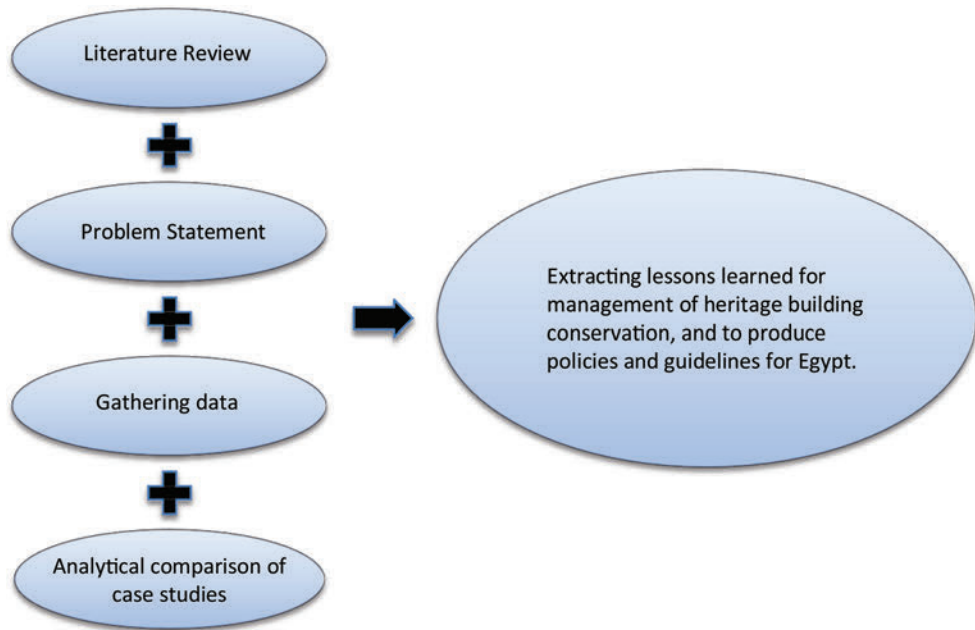 Literature Review
Problem Statement
Gathering data
Analytical comparison of
case studies
Extracting lessons learned for
management of heritage building
conservation, and to produce
policies and guidelines for Egypt.